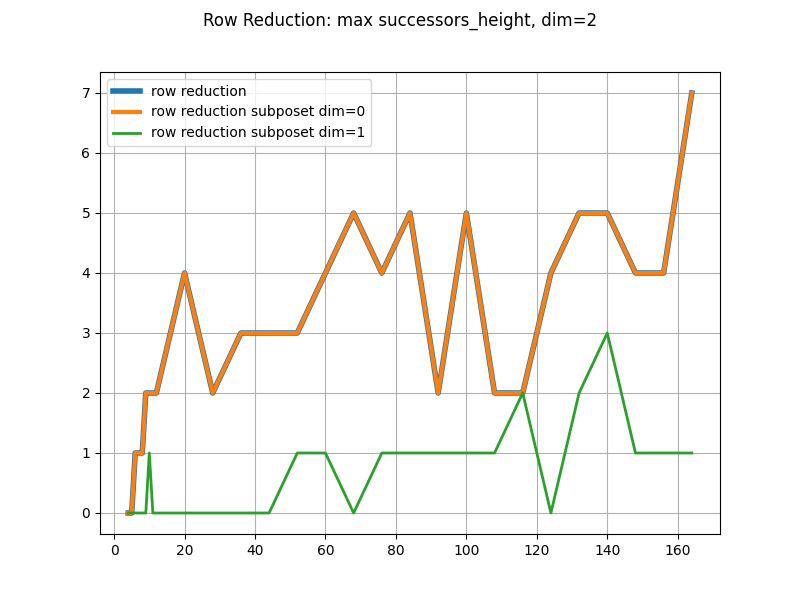 Row Reduction: max successors_height, dim=2
row reduction
row reduction subposet dim=0
row reduction subposet dim=1
7
6
5
4
3
2
1
0
0 20 40 60 80 100 120 140 160